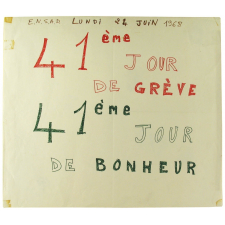 ENSAD LUNDI 24 JUIN 1968
41ème JOUR
DE GRÈVE
41ème JOUR
DE BONHEUR